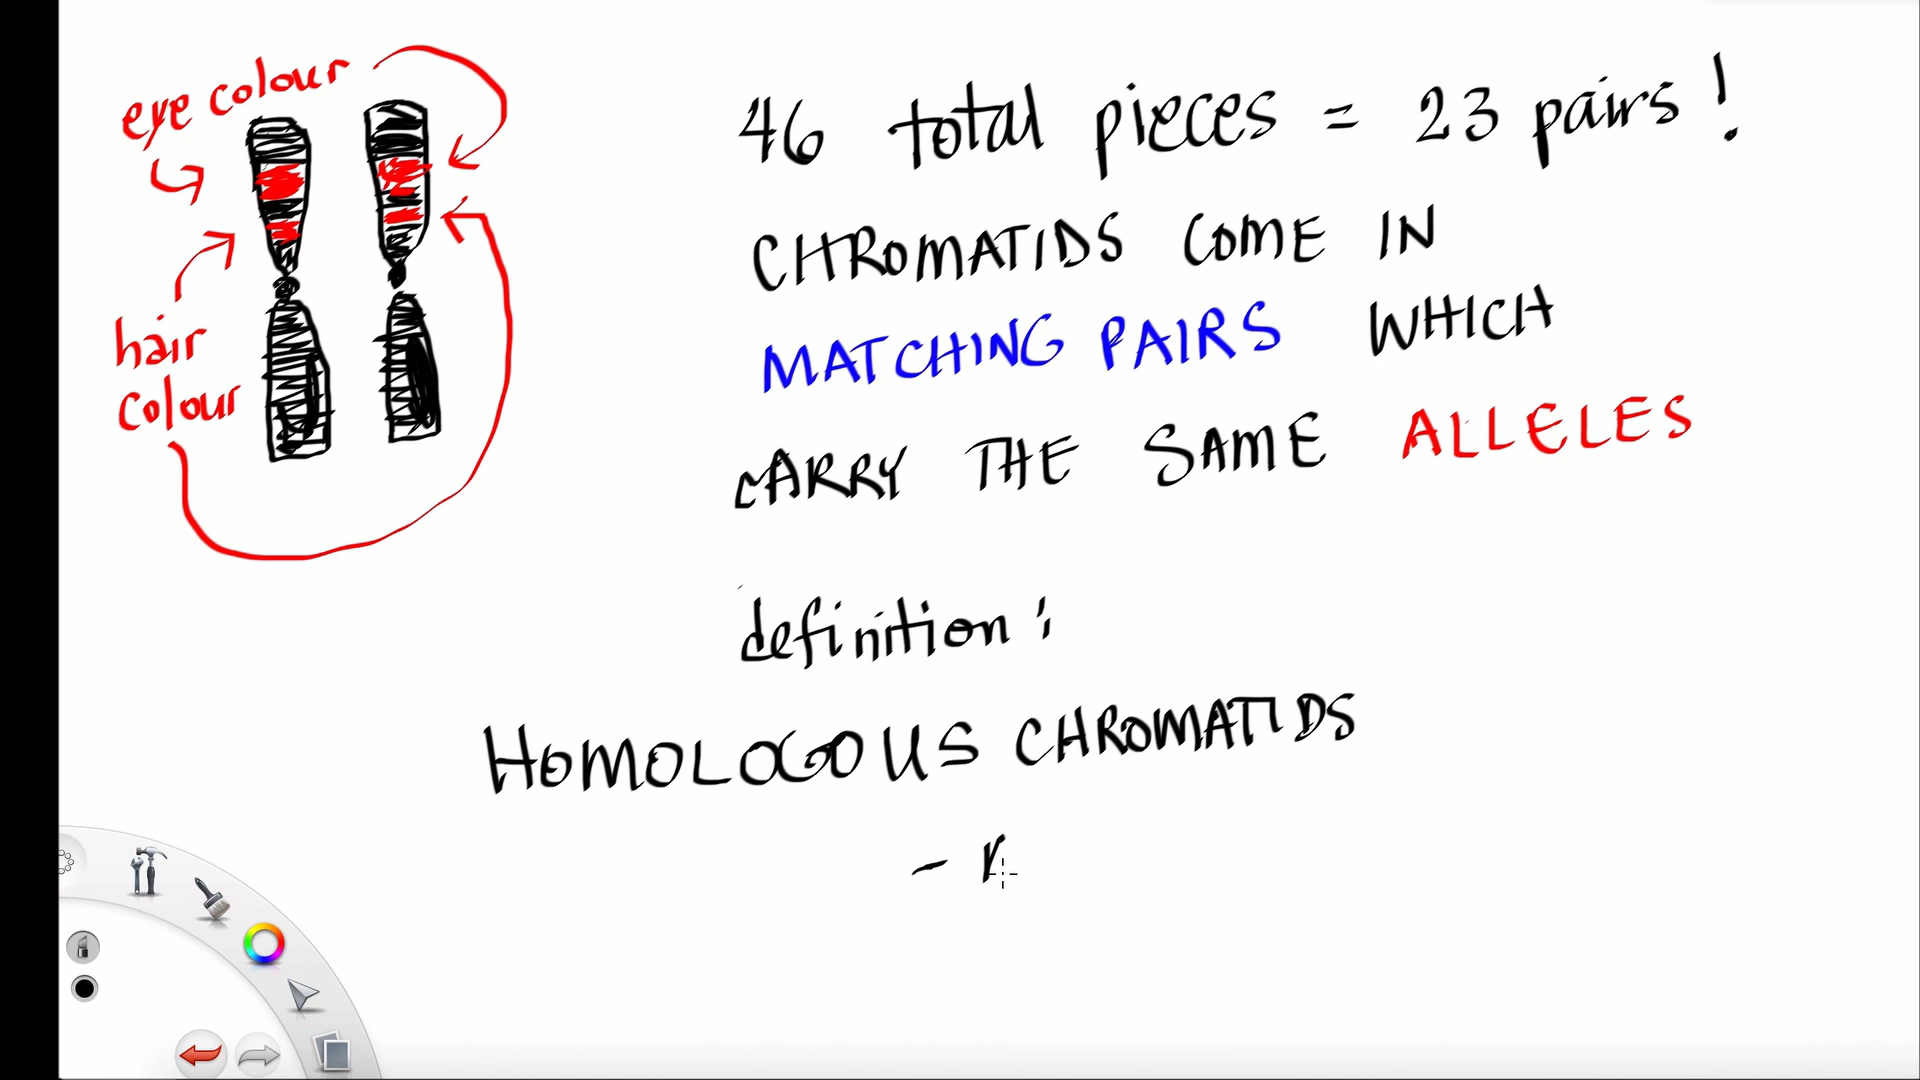 eye colour
hair
colour
46 total pieces = 23 pairs!
CHROMATIDS COME IN
MATCHING PAIRS WHICH
CARRY THE SAME ALLELES
definition:
HOMOLOGOUS CHROMATIDS
-